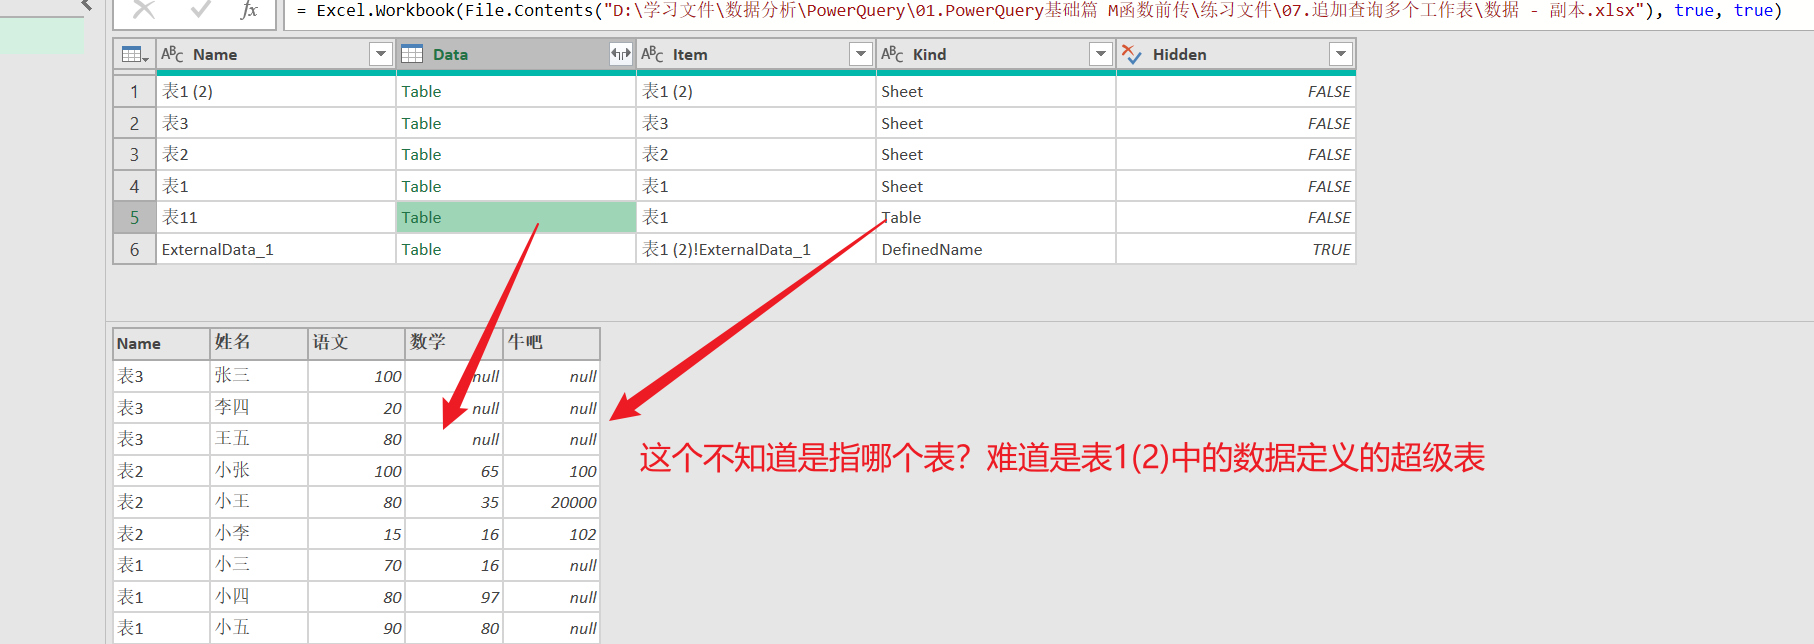 fx = Excel.Workbook(File.Contents("D:\学习文件\数据分析\PowerQuery\01.PowerQuery基础篇 M函数前传\练习文件\07.追加查询多个工作表\数据 - 副本.xlsx"), true, true)
ABC Name Data ABC Item ABC Kind Hidden
1 表1 (2) Table 表1 (2) Sheet FALSE
2 表3 Table 表3 Sheet FALSE
3 表2 Table 表2 Sheet FALSE
4 表1 Table 表1 Sheet FALSE
5 表11 Table 表1 Table FALSE
6 ExternalData_1 Table 表1 (2)!ExternalData_1 DefinedName TRUE
Name 姓名 语文 数学 牛吧
表3 张三 100 null null
表3 李四 20 null null
表3 王五 80 null null
这个不知道是指哪个表？难道是表1(2)中的数据定义的超级表
表2 小张 100 65 100
表2 小王 80 35 20000
表2 小李 15 16 102
表1 小三 70 16 null
表1 小四 80 97 null
表1 小五 90 80 null